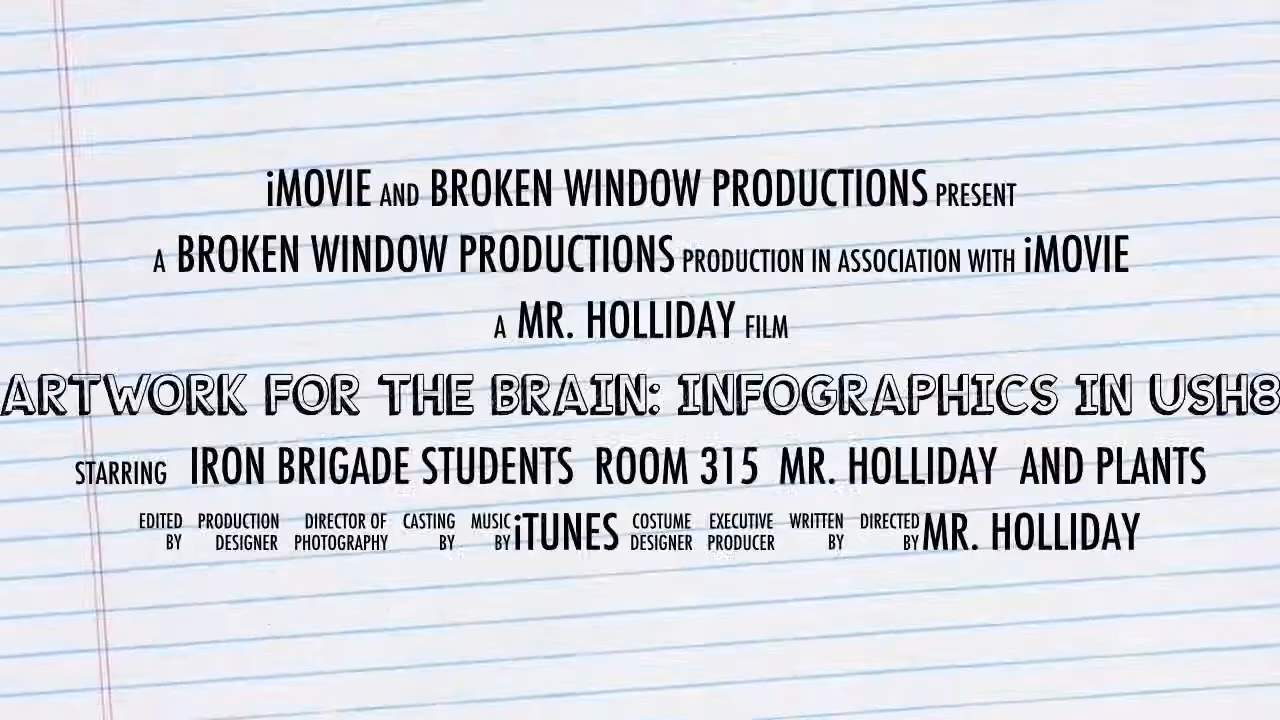 iMOVIE AND BROKEN WINDOW PRODUCTIONS PRESENT
A BROKEN WINDOW PRODUCTIONS PRODUCTION IN ASSOCIATION WITH iMOVIE
A MR. HOLLIDAY FILM
ARTWORK FOR THE BRAIN: INFOGRAPHICS IN USH8
STARRING IRON BRIGADE STUDENTS ROOM 315 MR. HOLLIDAY AND PLANTS
EDITED BY PRODUCTION DESIGNER DIRECTOR OF PHOTOGRAPHY CASTING BY MUSIC BY iTUNES COSTUME DESIGNER EXECUTIVE PRODUCER WRITTEN BY DIRECTED BY MR. HOLLIDAY